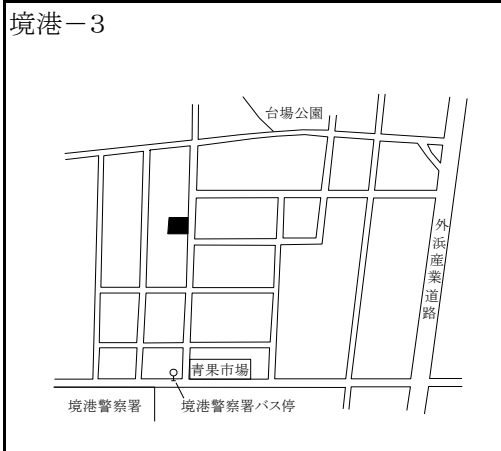 境港－3
台場公園
外浜産業道路
青果市場
境港警察署
境港警察署バス停